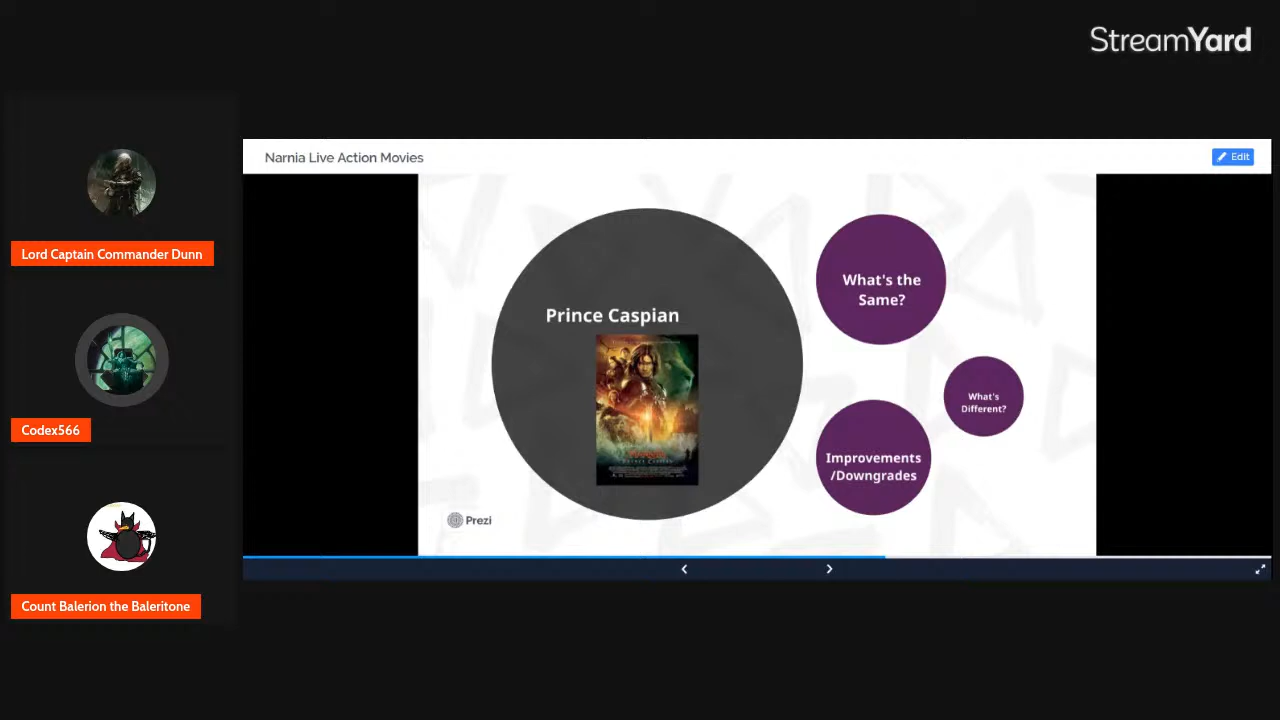 StreamYard
Narnia Live Action Movies
Edit
Lord Captain Commander Dunn
Codex566
Count Balerion the Baleritone
Prince Caspian
What's the
Same?
What's
Different?
Improvements
/Downgrades
Prezi